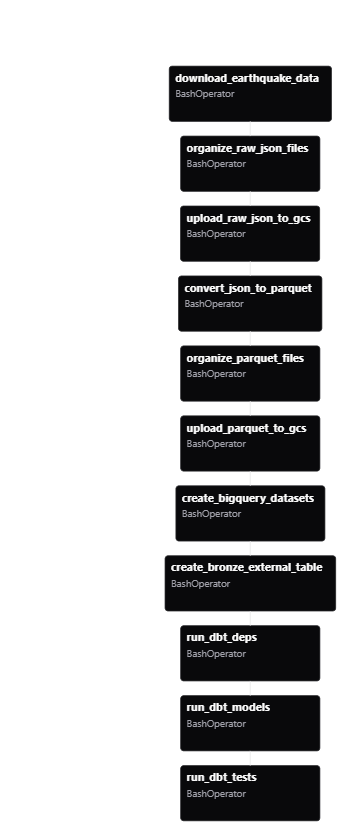 download_earthquake_data
BashOperator
organize_raw_json_files
BashOperator
upload_raw_json_to_gcs
BashOperator
convert_json_to_parquet
BashOperator
organize_parquet_files
BashOperator
upload_parquet_to_gcs
BashOperator
create_bigquery_datasets
BashOperator
create_bronze_external_table
BashOperator
run_dbt_deps
BashOperator
run_dbt_models
BashOperator
run_dbt_tests
BashOperator